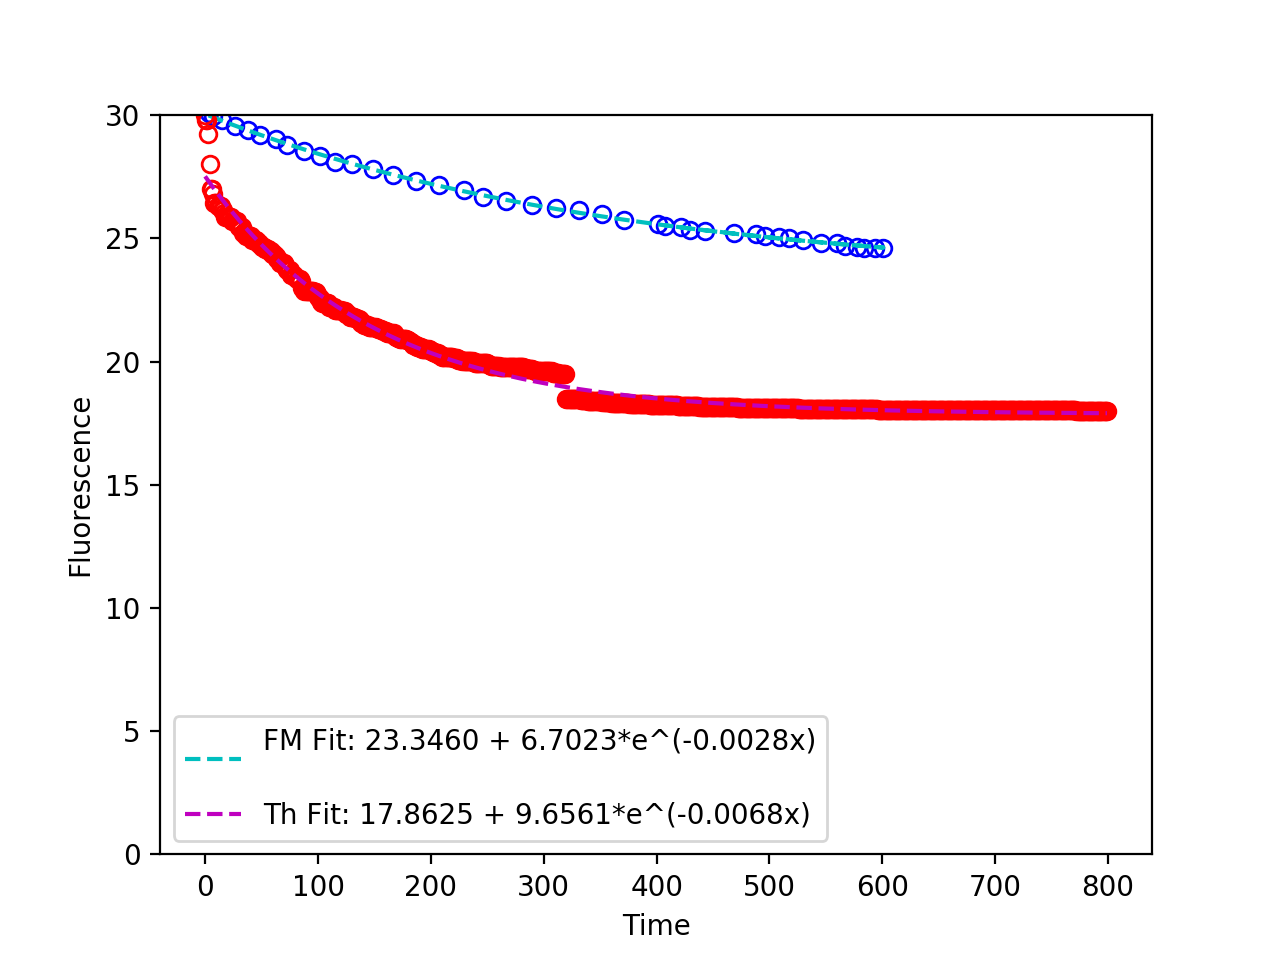 30
25
20
15
10
5
0
Fluorescence
FM Fit: 23.3460 + 6.7023*e^(-0.0028x)
Th Fit: 17.8625 + 9.6561*e^(-0.0068x)
0 100 200 300 400 500 600 700 800
Time